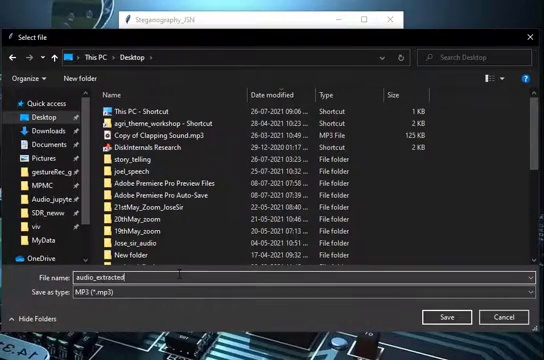 Steganography_JSN
Select file
This PC > Desktop >
Search Desktop
Organize
New folder
Name Date modified Type Size
Quick access
Desktop
Downloads
Documents
Pictures
gestureRec_g
MPMC
Audio_jupyte
SDR_neww
viv
MyData
OneDrive
This PC - Shortcut 26-07-2021 09:06 ... Shortcut 1 KB
agri_theme_workshop - Shortcut 28-04-2021 10:23 ... Shortcut 2 KB
Copy of Clapping Sound.mp3 26-03-2021 10:49 ... MP3 File 125 KB
DiskInternals Research 29-12-2020 01:17 ... Shortcut 2 KB
story_telling 26-07-2021 03:23 ... File folder
joel_speech 25-07-2021 10:32 ... File folder
Adobe Premiere Pro Preview Files 08-07-2021 07:58 ... File folder
Adobe Premiere Pro Auto-Save 08-07-2021 07:39 ... File folder
21stMay_Zoom_JoseSir 22-05-2021 08:40 ... File folder
20thMay_zoom 21-05-2021 10:46 ... File folder
19thMay_zoom 20-05-2021 07:13 ... File folder
Jose_sir_audio 04-05-2021 10:51 ... File folder
New folder 17-04-2021 09:32 ... File folder
File name: audio_extracted
Save as type: MP3 (*.mp3)
Hide Folders
Save
Cancel